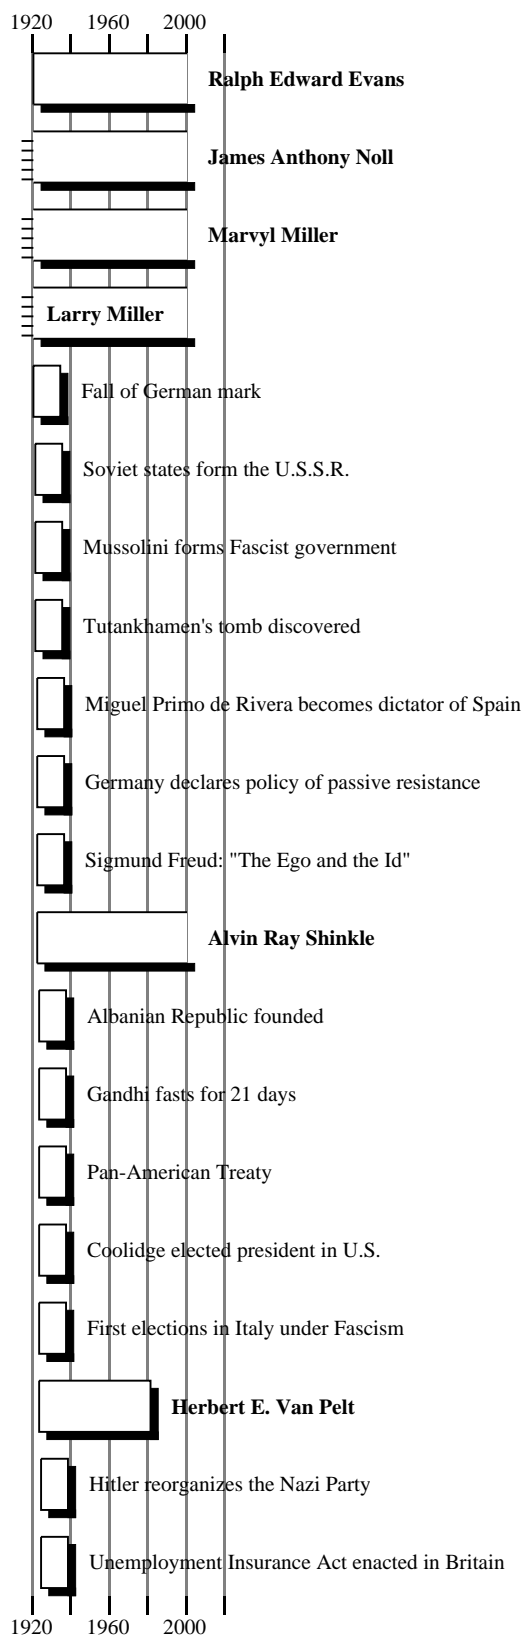 1920 1960 2000
Ralph Edward Evans
James Anthony Noll
Marvyl Miller
Larry Miller
Fall of German mark
Soviet states form the U.S.S.R.
Mussolini forms Fascist government
Tutankhamen's tomb discovered
Miguel Primo de Rivera becomes dictator of Spain
Germany declares policy of passive resistance
Sigmund Freud: "The Ego and the Id"
Alvin Ray Shinkle
Albanian Republic founded
Gandhi fasts for 21 days
Pan-American Treaty
Coolidge elected president in U.S.
First elections in Italy under Fascism
Herbert E. Van Pelt
Hitler reorganizes the Nazi Party
Unemployment Insurance Act enacted in Britain
1920 1960 2000